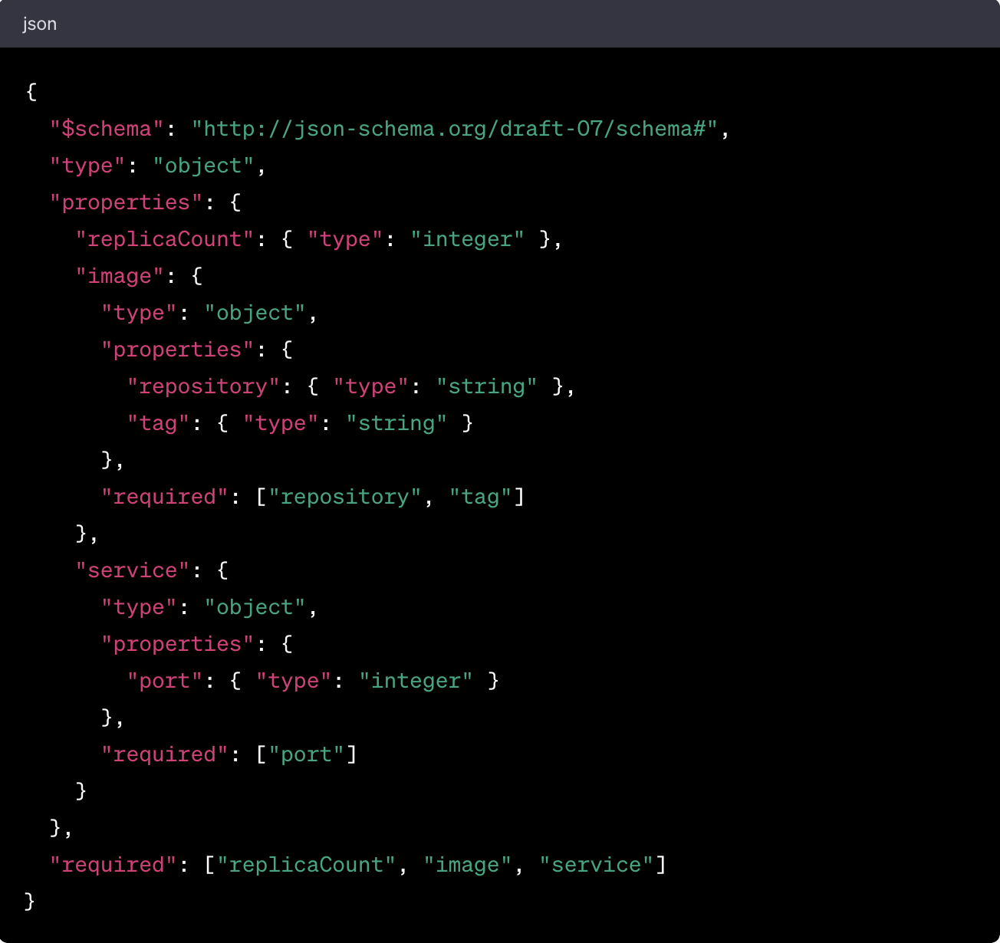 json
{
  "$schema": "http://json-schema.org/draft-07/schema#",
  "type": "object",
  "properties": {
    "replicaCount": { "type": "integer" },
    "image": {
      "type": "object",
      "properties": {
        "repository": { "type": "string" },
        "tag": { "type": "string" }
      },
      "required": ["repository", "tag"]
    },
    "service": {
      "type": "object",
      "properties": {
        "port": { "type": "integer" }
      },
      "required": ["port"]
    }
  },
  "required": ["replicaCount", "image", "service"]
}